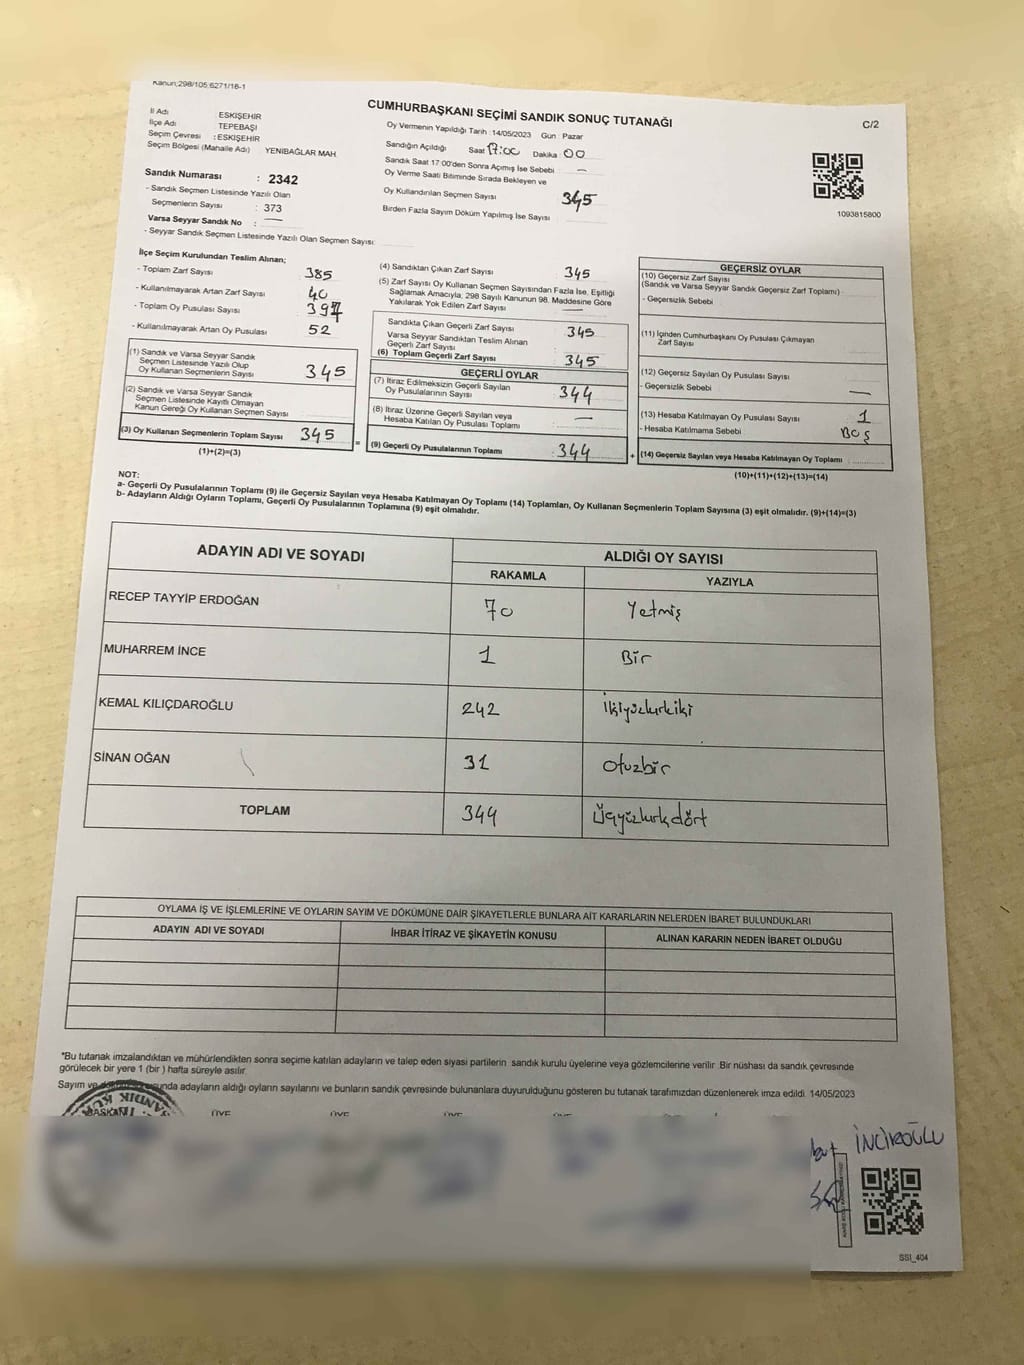 Kanun:298/105;6271/16-1
CUMHURBAŞKANI SEÇİMİ SANDIK SONUÇ TUTANAĞI
C/2
İl Adı : ESKİŞEHİR
İlçe Adı : TEPEBAŞI
Seçim Çevresi : ESKİŞEHİR
Seçim Bölgesi (Mahalle Adı) : YENİBAĞLAR MAH.
Oy Vermenin Yapıldığı Tarih : 14/05/2023 Gün : Pazar
Sandığın Açıldığı Saat 17:00 Dakika 00
Sandık Saat 17:00'den Sonra Açılmış İse Sebebi —
Oy Verme Saati Bitiminde Sırada Bekleyen ve
Oy Kullandırılan Seçmen Sayısı 345
Birden Fazla Sayım Döküm Yapılmış İse Sayısı
1093815800
Sandık Numarası : 2342
- Sandık Seçmen Listesinde Yazılı Olan
Seçmenlerin Sayısı : 373
Varsa Seyyar Sandık No : —
- Seyyar Sandık Seçmen Listesinde Yazılı Olan Seçmen Sayısı:
İlçe Seçim Kurulundan Teslim Alınan;
- Toplam Zarf Sayısı 385
- Kullanılmayarak Artan Zarf Sayısı 40
- Toplam Oy Pusulası Sayısı 397
- Kullanılmayarak Artan Oy Pusulası 52
(1) Sandık ve Varsa Seyyar Sandık
Seçmen Listesinde Yazılı Olup
Oy Kullanan Seçmenlerin Sayısı 345
(2) Sandık ve Varsa Seyyar Sandık
Seçmen Listesinde Kayıtlı Olmayan
Kanun Gereği Oy Kullanan Seçmen Sayısı
(3) Oy Kullanan Seçmenlerin Toplam Sayısı 345
(1)+(2)=(3)
(4) Sandıktan Çıkan Zarf Sayısı 345
(5) Zarf Sayısı Oy Kullanan Seçmen Sayısından Fazla İse, Eşitliği
Sağlamak Amacıyla, 298 Sayılı Kanunun 98. Maddesine Göre
Yakılarak Yok Edilen Zarf Sayısı —
Sandıkta Çıkan Geçerli Zarf Sayısı 345
Varsa Seyyar Sandıktan Teslim Alınan
Geçerli Zarf Sayısı
(6) Toplam Geçerli Zarf Sayısı 345
GEÇERLİ OYLAR
(7) İtiraz Edilmeksizin Geçerli Sayılan
Oy Pusulalarının Sayısı 344
(8) İtiraz Üzerine Geçerli Sayılan veya
Hesaba Katılan Oy Pusulası Toplamı —
= (9) Geçerli Oy Pusulalarının Toplamı 344 +
GEÇERSİZ OYLAR
(10) Geçersiz Zarf Sayısı
(Sandık ve Varsa Seyyar Sandık Geçersiz Zarf Toplamı)
- Geçersizlik Sebebi
(11) İçinden Cumhurbaşkanı Oy Pusulası Çıkmayan
Zarf Sayısı
(12) Geçersiz Sayılan Oy Pusulası Sayısı
- Geçersizlik Sebebi —
(13) Hesaba Katılmayan Oy Pusulası Sayısı 1
- Hesaba Katılmama Sebebi BOŞ
(14) Geçersiz Sayılan veya Hesaba Katılmayan Oy Toplamı
(10)+(11)+(12)+(13)=(14)
NOT:
a- Geçerli Oy Pusulalarının Toplamı (9) ile Geçersiz Sayılan veya Hesaba Katılmayan Oy Toplamı (14) Toplamları, Oy Kullanan Seçmenlerin Toplam Sayısına (3) eşit olmalıdır. (9)+(14)=(3)
b- Adayların Aldığı Oyların Toplamı, Geçerli Oy Pusulalarının Toplamına (9) eşit olmalıdır.
ADAYIN ADI VE SOYADI ALDIĞI OY SAYISI
RAKAMLA YAZIYLA
RECEP TAYYİP ERDOĞAN 70 Yetmiş
MUHARREM İNCE 1 Bir
KEMAL KILIÇDAROĞLU 242 İkiyüzkırkiki
SİNAN OĞAN 31 Otuzbir
TOPLAM 344 Üçyüzkırkdört
OYLAMA İŞ VE İŞLEMLERİNE VE OYLARIN SAYIM VE DÖKÜMÜNE DAİR ŞİKAYETLERLE BUNLARA AİT KARARLARIN NELERDEN İBARET BULUNDUKLARI
ADAYIN ADI VE SOYADI İHBAR İTİRAZ VE ŞİKAYETİN KONUSU ALINAN KARARIN NEDEN İBARET OLDUĞU
*Bu tutanak imzalandıktan ve mühürlendikten sonra seçime katılan adayların ve talep eden siyasi partilerin sandık kurulu üyelerine veya gözlemcilerine verilir. Bir nüshası da sandık çevresinde
görülecek bir yere 1 (bir) hafta süreyle asılır.
Sayım ve adayların aldığı oyların sayılarını ve bunların sandık çevresinde bulunanlara duyurulduğunu gösteren bu tutanak tarafımızdan düzenlenerek imza edildi. 14/05/2023
BAŞKAN ÜYE ÜYE ÜYE
İNCİROĞLU
SSI_404